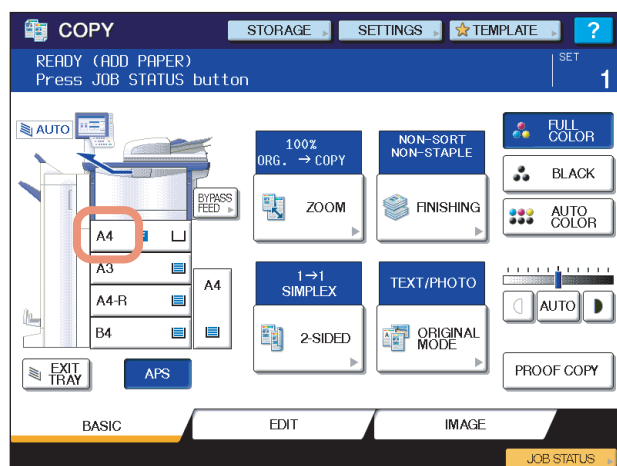 COPY
STORAGE
SETTINGS
TEMPLATE
?
READY (ADD PAPER)
Press JOB STATUS button
SET
1
AUTO
100%
ORG. → COPY
ZOOM
NON-SORT
NON-STAPLE
FINISHING
FULL
COLOR
BLACK
AUTO
COLOR
BYPASS
FEED
A4
A3
A4-R
B4
A4
1→1
SIMPLEX
2-SIDED
TEXT/PHOTO
ORIGINAL
MODE
AUTO
EXIT
TRAY
APS
PROOF COPY
BASIC
EDIT
IMAGE
JOB STATUS